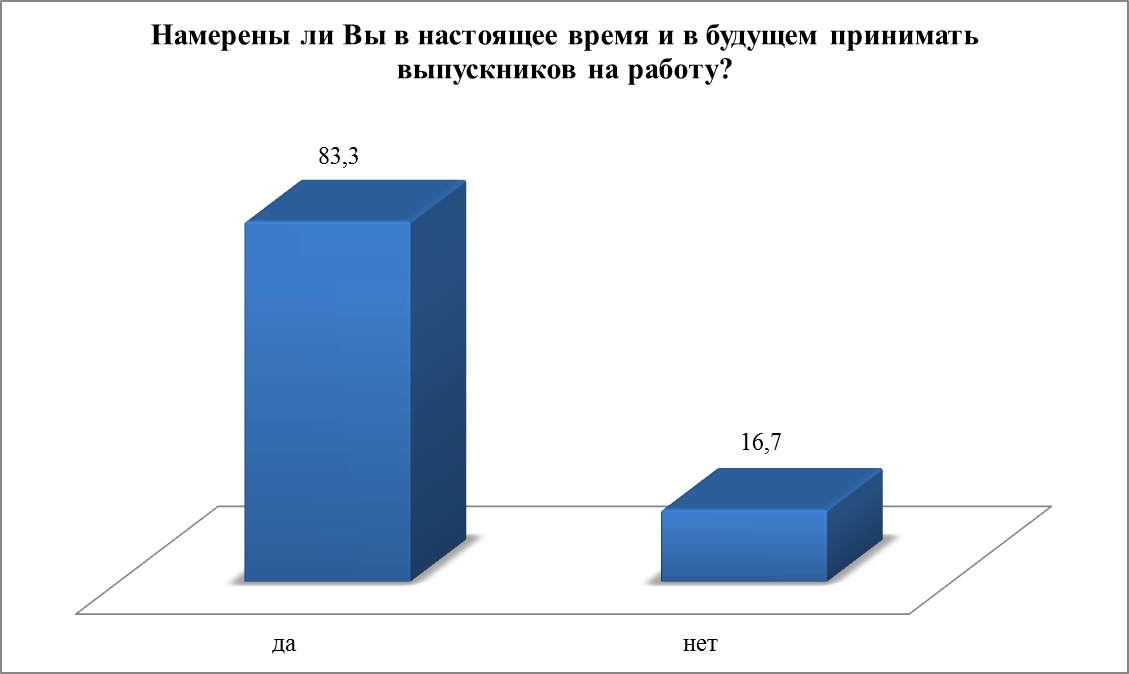 Намерены ли Вы в настоящее время и в будущем принимать
выпускников на работу?
83,3
16,7
да
нет